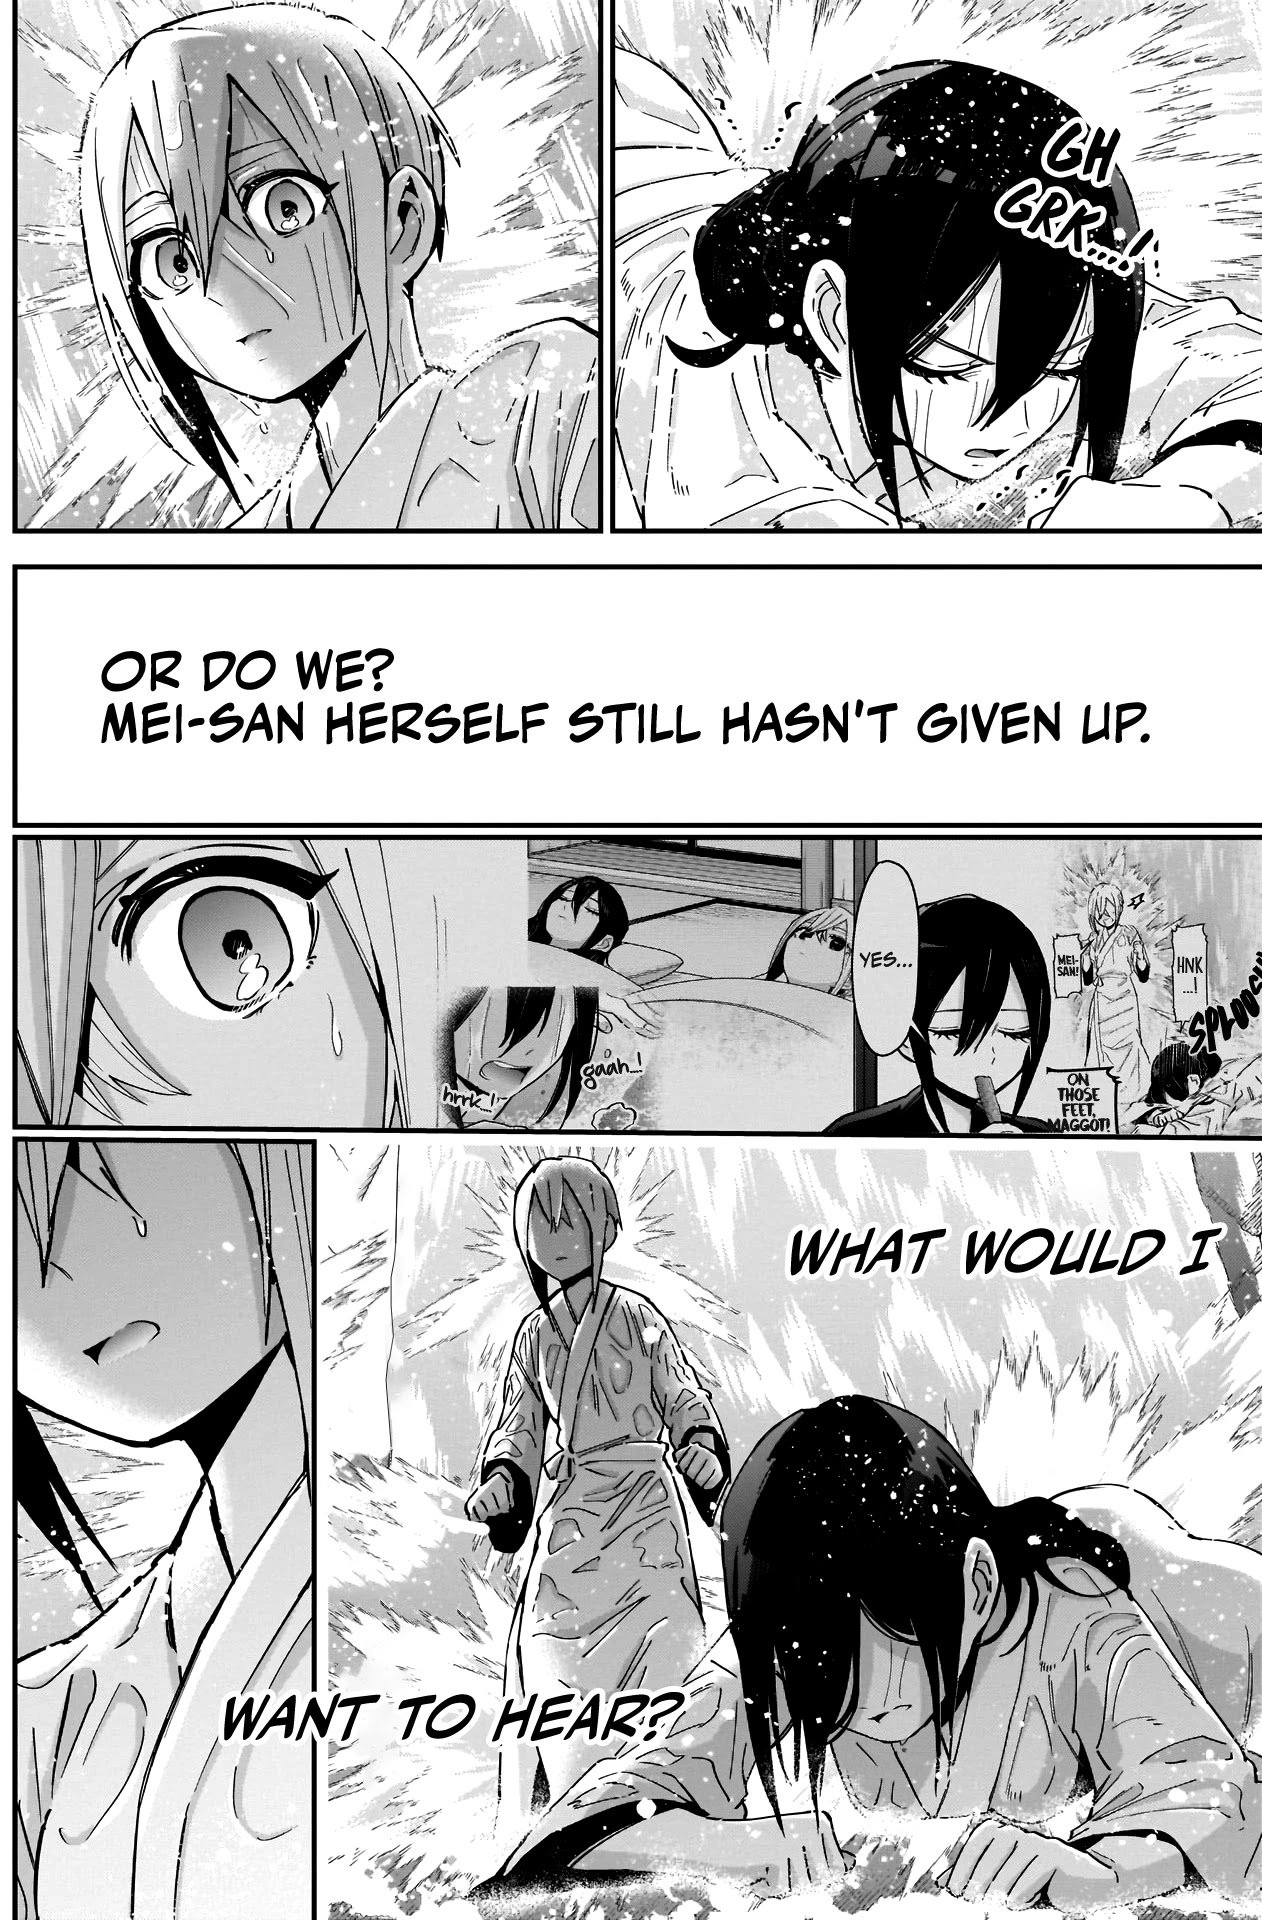 GH
GRK...!
OR DO WE?
MEI-SAN HERSELF STILL HASN'T GIVEN UP.
HNK
...!
MEI-
SAN!
SPLOOSH
ON
THOSE
FEET,
MAGGOT!
YES...
gaah...!
hrrk...!
WHAT WOULD I
WANT TO HEAR?